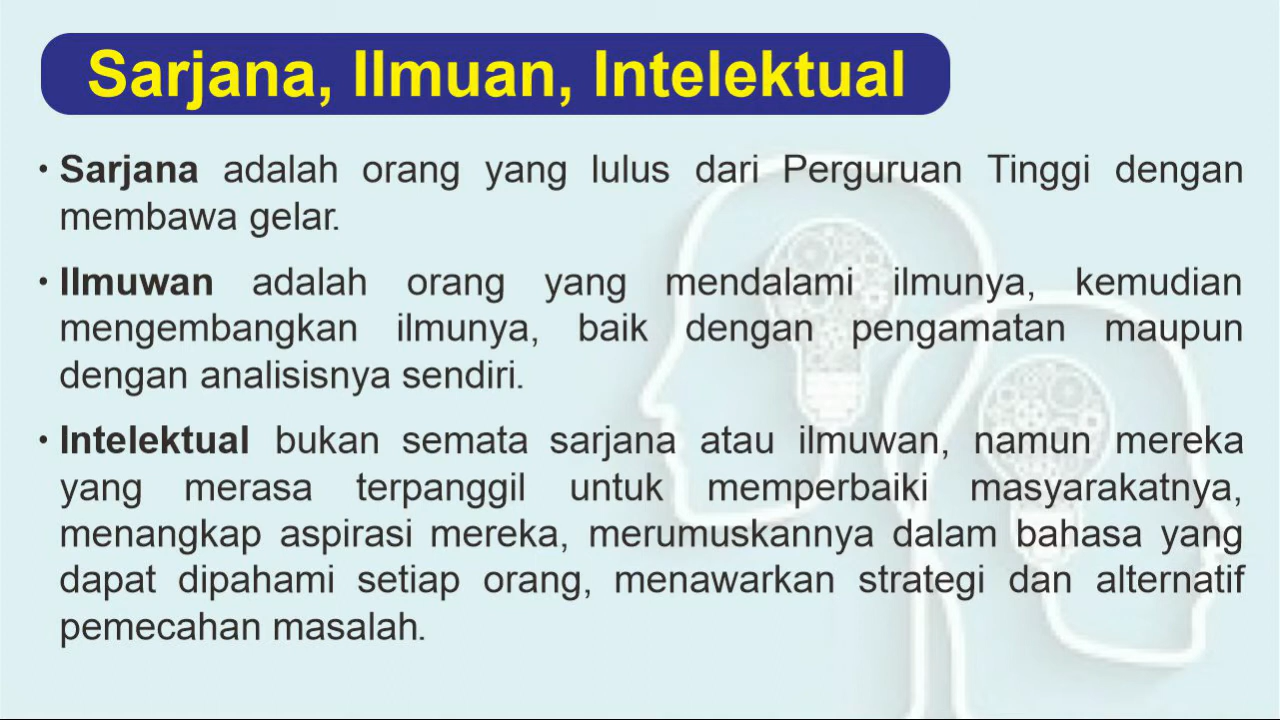 Sarjana, Ilmuan, Intelektual
• Sarjana adalah orang yang lulus dari Perguruan Tinggi dengan
membawa gelar.
• Ilmuwan adalah orang yang mendalami ilmunya, kemudian
mengembangkan ilmunya, baik dengan pengamatan maupun
dengan analisisnya sendiri.
• Intelektual bukan semata sarjana atau ilmuwan, namun mereka
yang merasa terpanggil untuk memperbaiki masyarakatnya,
menangkap aspirasi mereka, merumuskannya dalam bahasa yang
dapat dipahami setiap orang, menawarkan strategi dan alternatif
pemecahan masalah.